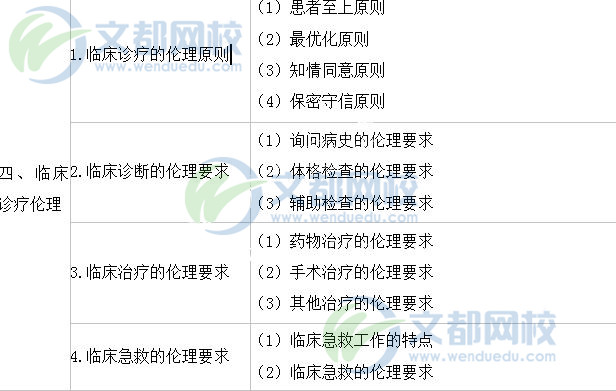 (1) 患者至上原则
1.临床诊疗的伦理原则
(2) 最优化原则
(3) 知情同意原则
(4) 保密守信原则
四、临床
诊疗伦理
2.临床诊断的伦理要求
(1) 询问病史的伦理要求
(2) 体格检查的伦理要求
(3) 辅助检查的伦理要求
3.临床治疗的伦理要求
(1) 药物治疗的伦理要求
(2) 手术治疗的伦理要求
(3) 其他治疗的伦理要求
4.临床急救的伦理要求
(1) 临床急救工作的特点
(2) 临床急救的伦理要求
文都网校
www.wenduedu.com
文都网校
www.wenduedu.com
文都网校
www.wenduedu.com